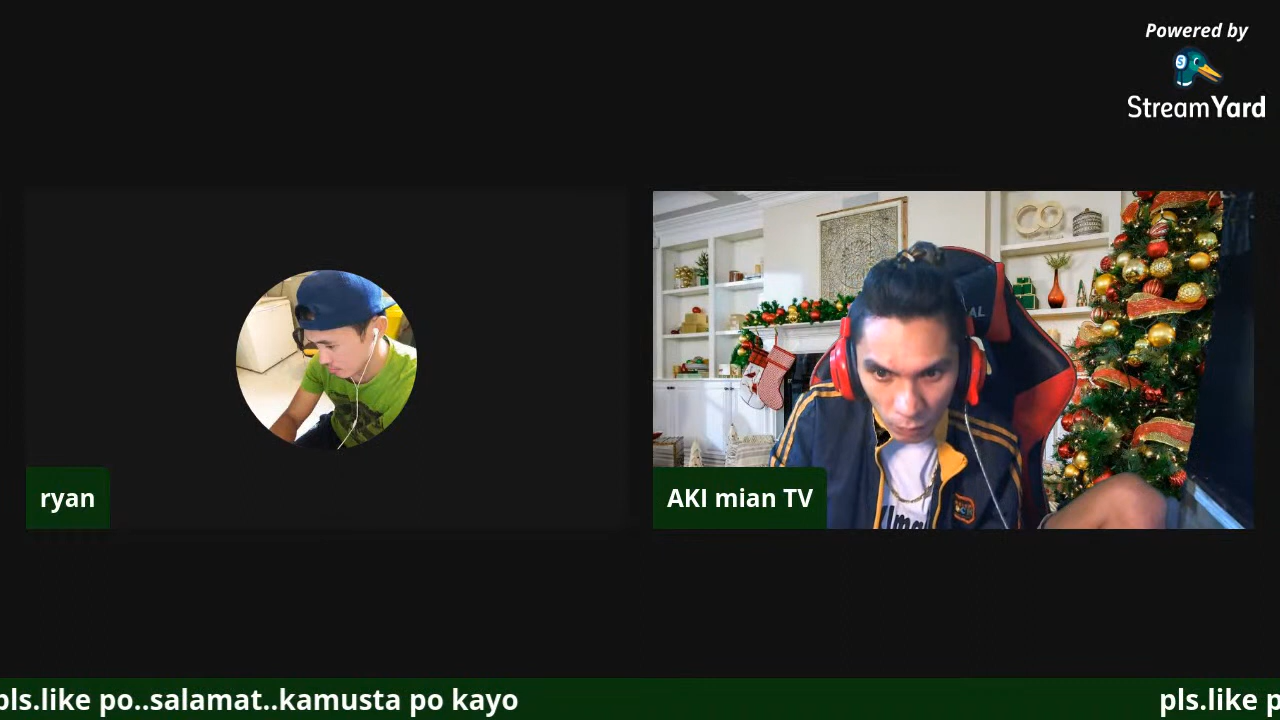 Powered by
StreamYard
ryan
AKI mian TV
pls.like po..salamat..kamusta po kayo
pls.like p